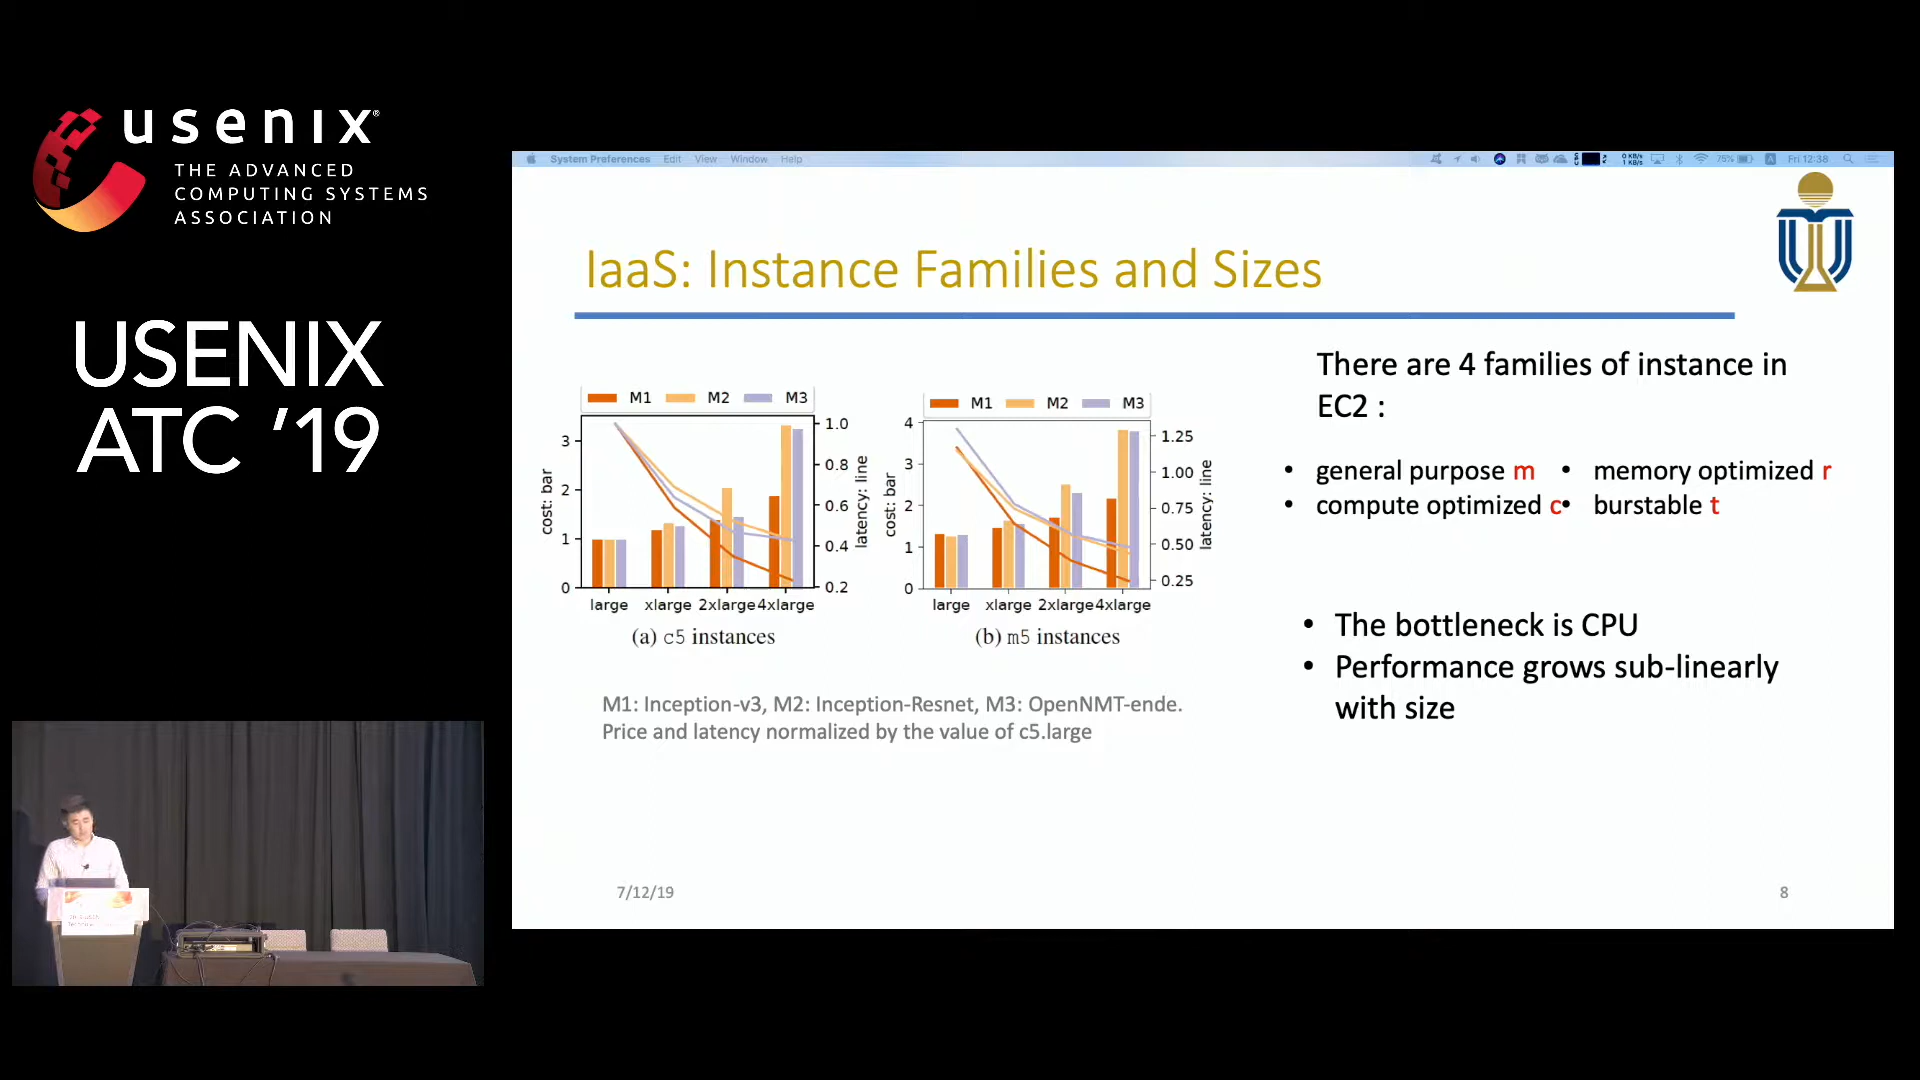 usenix®
THE ADVANCED
COMPUTING SYSTEMS
ASSOCIATION
USENIX
ATC ’19
System Preferences Edit View Window Help
75%
Fri 12:38
IaaS: Instance Families and Sizes
M1 M2 M3
cost: bar
3
2
1
0
1.0
0.8
0.6
0.4
0.2
latency: line
large xlarge 2xlarge 4xlarge
(a) c5 instances
M1 M2 M3
cost: bar
4
3
2
1
0
1.25
1.00
0.75
0.50
0.25
latency: line
large xlarge 2xlarge 4xlarge
(b) m5 instances
M1: Inception-v3, M2: Inception-Resnet, M3: OpenNMT-ende.
Price and latency normalized by the value of c5.large
There are 4 families of instance in
EC2 :
• general purpose m • memory optimized r
• compute optimized c • burstable t
• The bottleneck is CPU
• Performance grows sub-linearly
with size
7/12/19
8